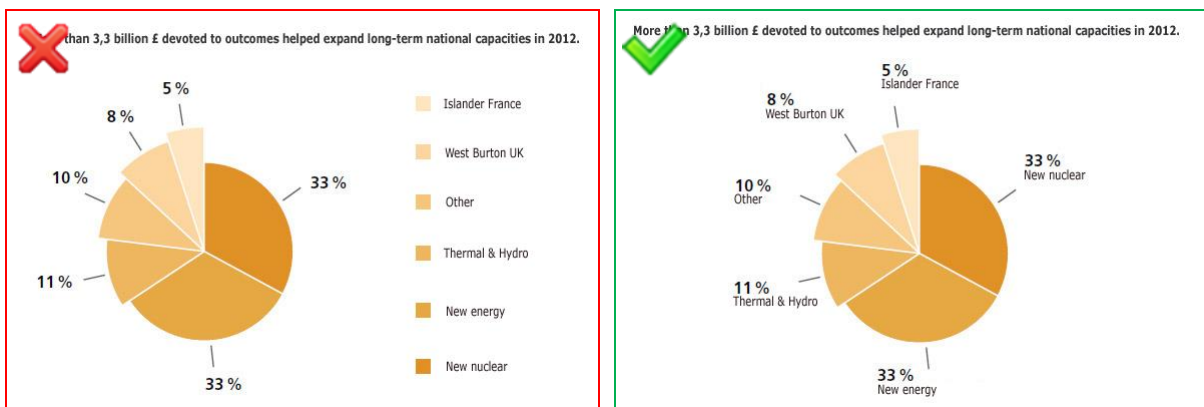 than 3,3 billion £ devoted to outcomes helped expand long-term national capacities in 2012.
5 %
8 %
10 %
11 %
33 %
33 %
Islander France
West Burton UK
Other
Thermal & Hydro
New energy
New nuclear
More than 3,3 billion £ devoted to outcomes helped expand long-term national capacities in 2012.
5 %
Islander France
8 %
West Burton UK
10 %
Other
11 %
Thermal & Hydro
33 %
New nuclear
33 %
New energy